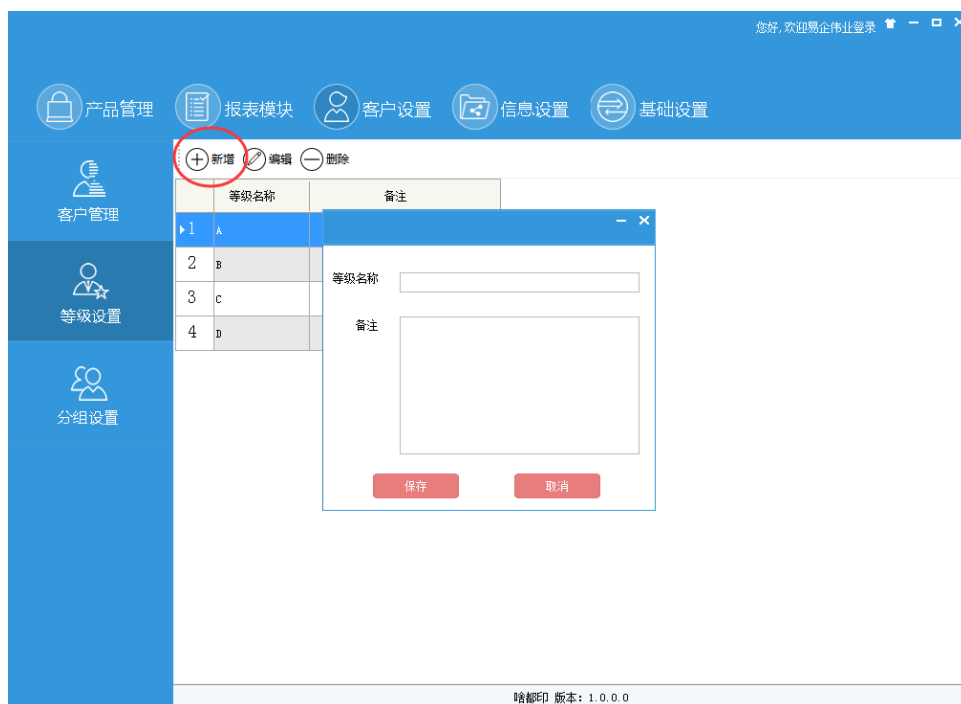 您好,欢迎易企伟业登录
产品管理 报表模块 客户设置 信息设置 基础设置
客户管理
等级设置
分组设置
新增 编辑 删除
等级名称 备注
1 A
2 B
3 C
4 D
等级名称
备注
保存 取消
啥都印 版本: 1.0.0.0